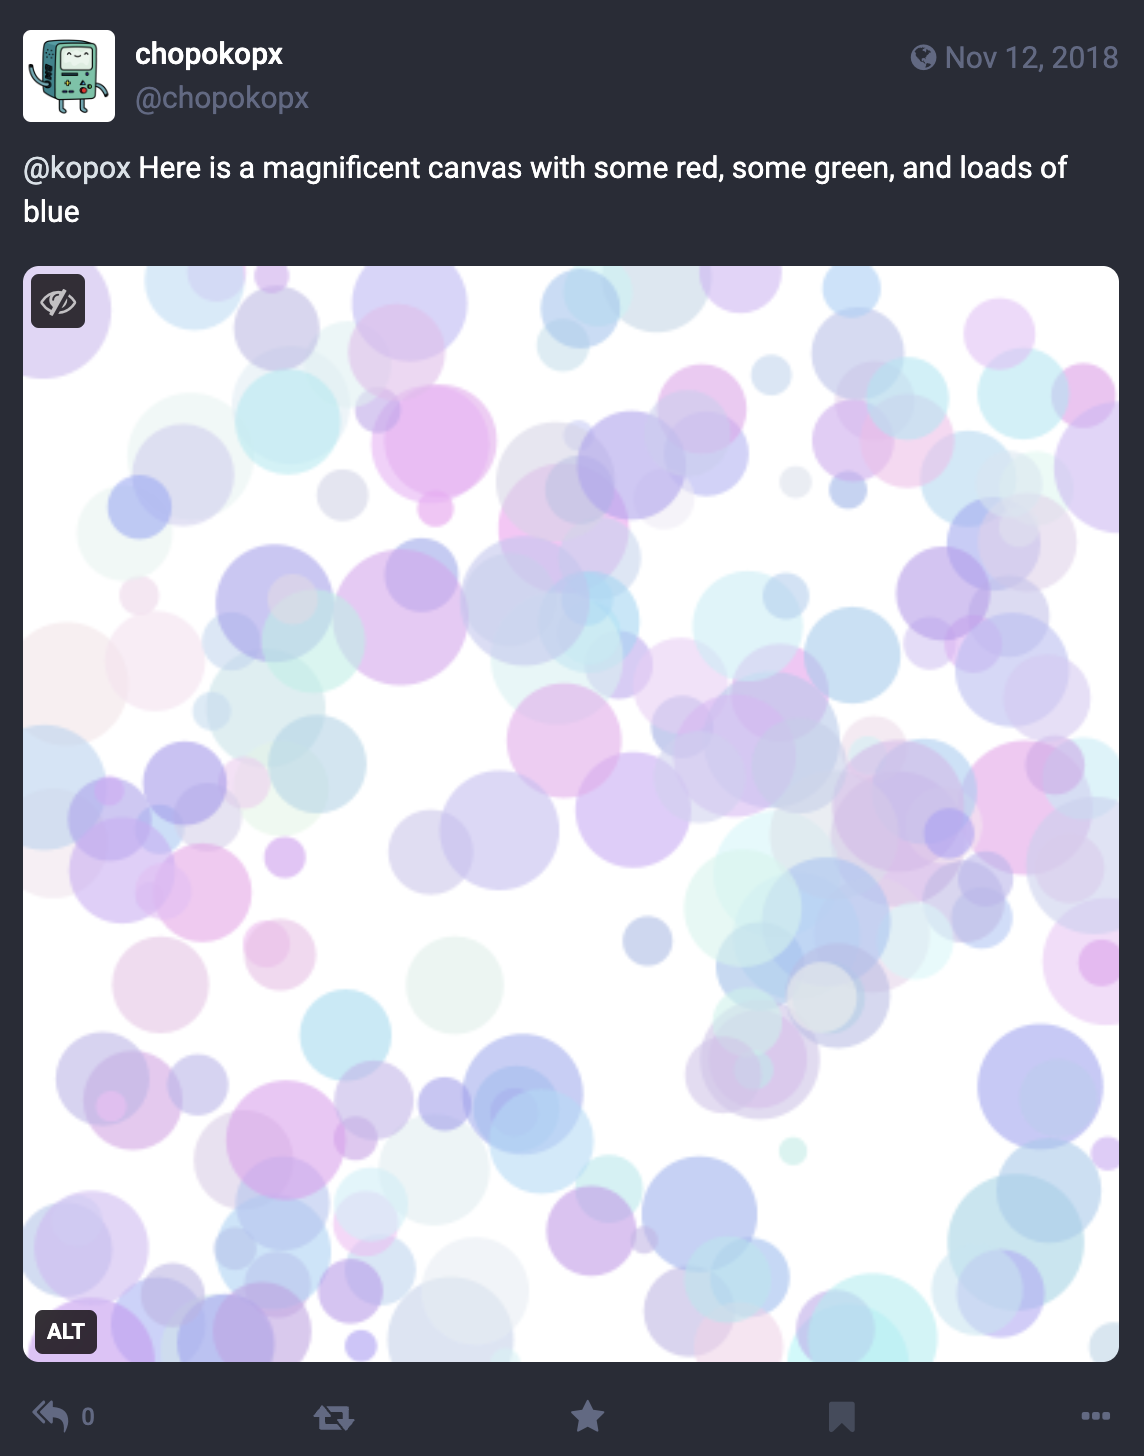 chopokopx
Nov 12, 2018
@chopokopx
@kopox Here is a magnificent canvas with some red, some green, and loads of
blue
ALT
0